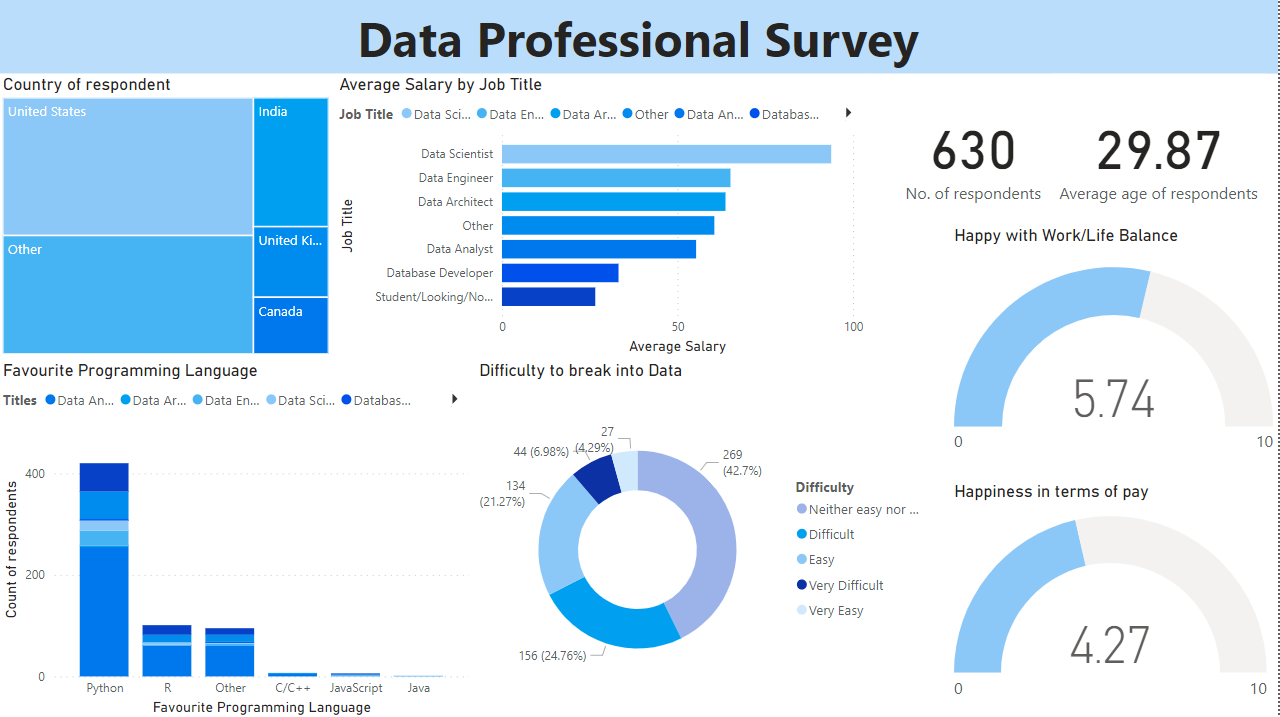 Data Professional Survey
Country of respondent
United States
India
Other
United Ki...
Canada
Average Salary by Job Title
Job Title Data Sci... Data En... Data Ar... Other Data An... Databas...
Job Title
Data Scientist
Data Engineer
Data Architect
Other
Data Analyst
Database Developer
Student/Looking/No...
0 50 100
Average Salary
630
No. of respondents
29.87
Average age of respondents
Happy with Work/Life Balance
5.74
0 10
Favourite Programming Language
Titles Data An... Data Ar... Data En... Data Sci... Databas...
Count of respondents
400
200
0
Python R Other C/C++ JavaScript Java
Favourite Programming Language
Difficulty to break into Data
27
(4.29%)
44 (6.98%)
269
(42.7%)
134
(21.27%)
156 (24.76%)
Difficulty
Neither easy nor ...
Difficult
Easy
Very Difficult
Very Easy
Happiness in terms of pay
4.27
0 10